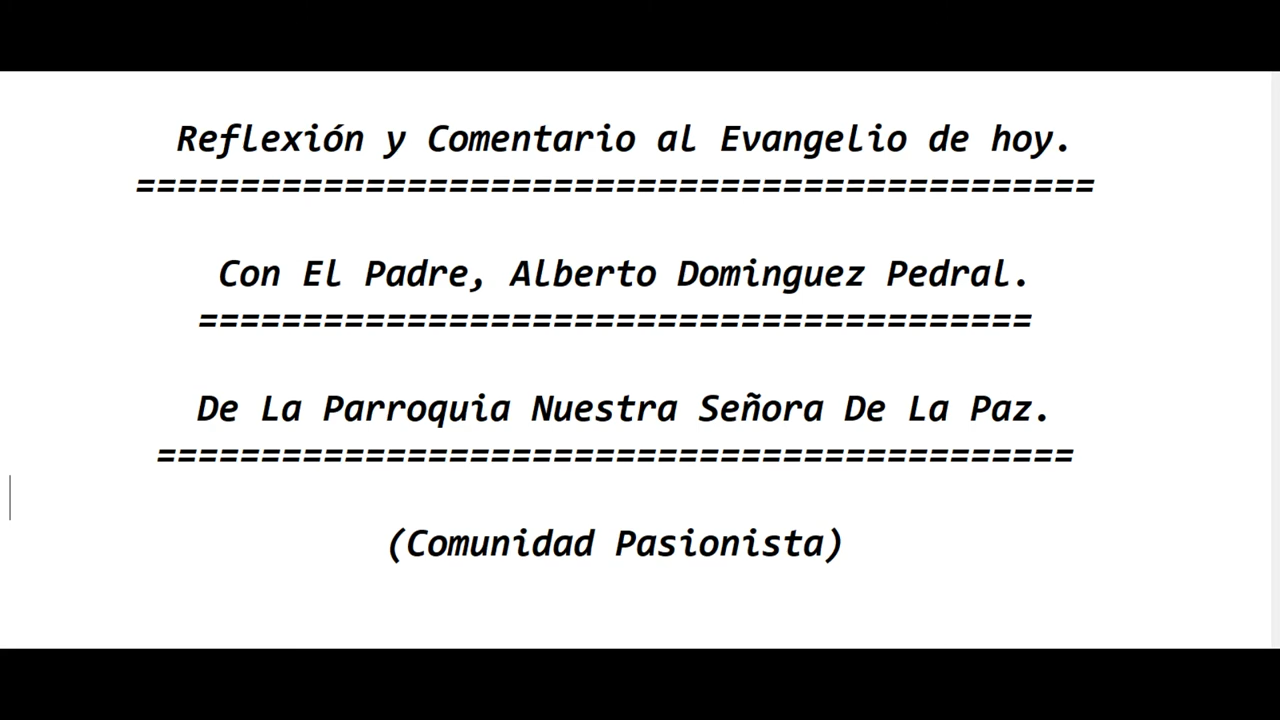 Reflexión y Comentario al Evangelio de hoy.
==============================================
Con El Padre, Alberto Dominguez Pedral.
========================================
De La Parroquia Nuestra Señora De La Paz.
============================================
(Comunidad Pasionista)